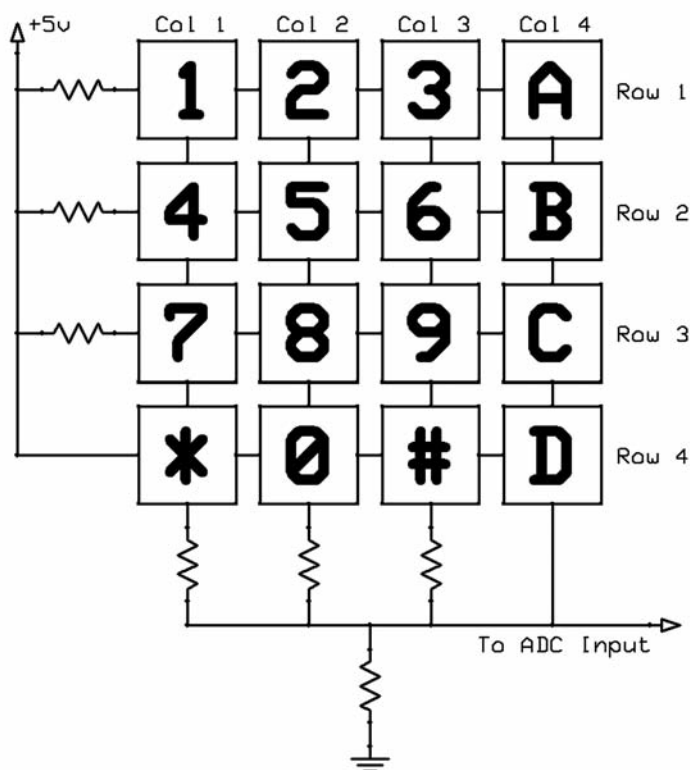 +5v Col 1 Col 2 Col 3 Col 4
1 2 3 A Row 1
4 5 6 B Row 2
7 8 9 C Row 3
* 0 # D Row 4
To ADC Input